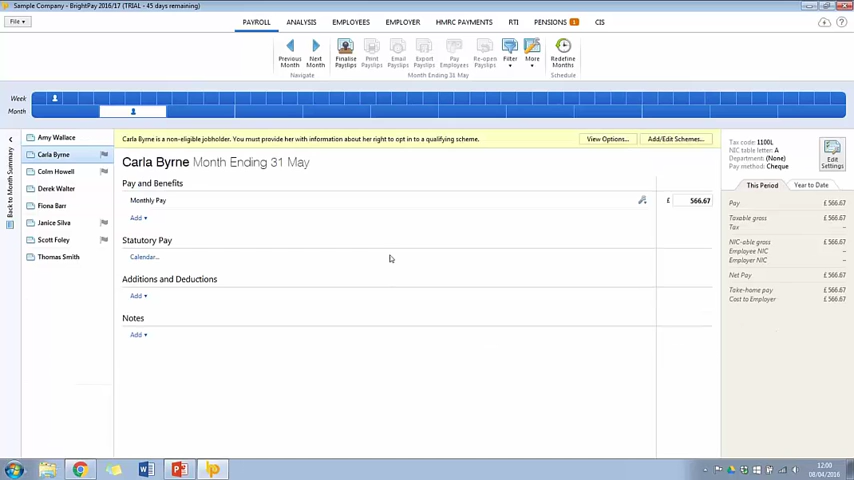 Sample Company - BrightPay 2016/17 (TRIAL - 45 days remaining)
File
PAYROLL ANALYSIS EMPLOYEES EMPLOYER HMRC PAYMENTS RTI PENSIONS 1 CIS
Previous Month
Next Month
Finalise Payslips
Print Payslips
Email Payslips
Export Payslips
Pay Employees
Re-open Payslips
Filter
More
Redefine Months
Navigate
Month Ending 31 May
Schedule
Week
Month
Back to Month Summary
Amy Wallace
Carla Byrne
Colm Howell
Derek Walter
Fiona Barr
Janice Silva
Scott Foley
Thomas Smith
Carla Byrne is a non-eligible jobholder. You must provide her with information about her right to opt in to a qualifying scheme.
View Options...
Add/Edit Schemes...
Carla Byrne Month Ending 31 May
Pay and Benefits
Monthly Pay £ 566.67
Add
Statutory Pay
Calendar...
Additions and Deductions
Add
Notes
Add
Tax code: 1100L
NIC table letter: A
Department: (None)
Pay method: Cheque
Edit Settings
This Period Year to Date
Pay £ 566.67
Taxable gross £ 566.67
Tax –
NIC-able gross £ 566.67
Employee NIC –
Employer NIC –
Net Pay £ 566.67
Take-home pay £ 566.67
Cost to Employer £ 566.67
12:00
08/04/2016